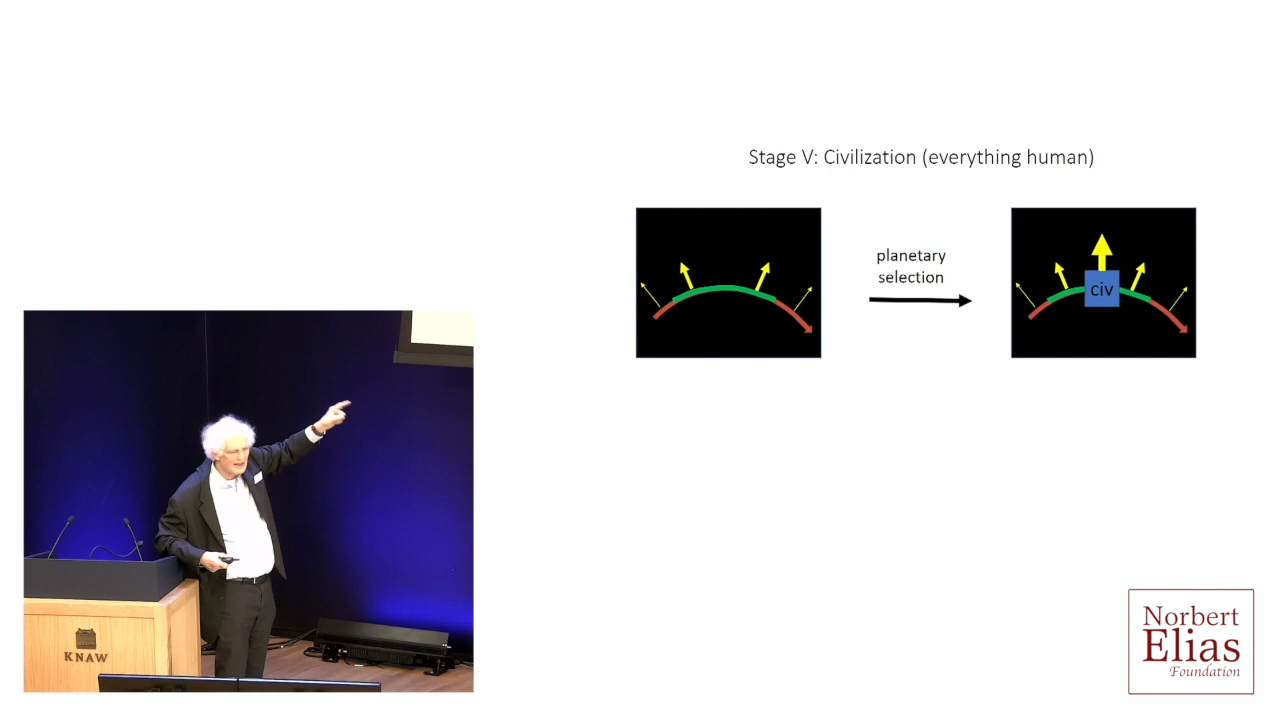 Stage V: Civilization (everything human)
planetary
selection
civ
KNAW
Norbert
Elias
Foundation